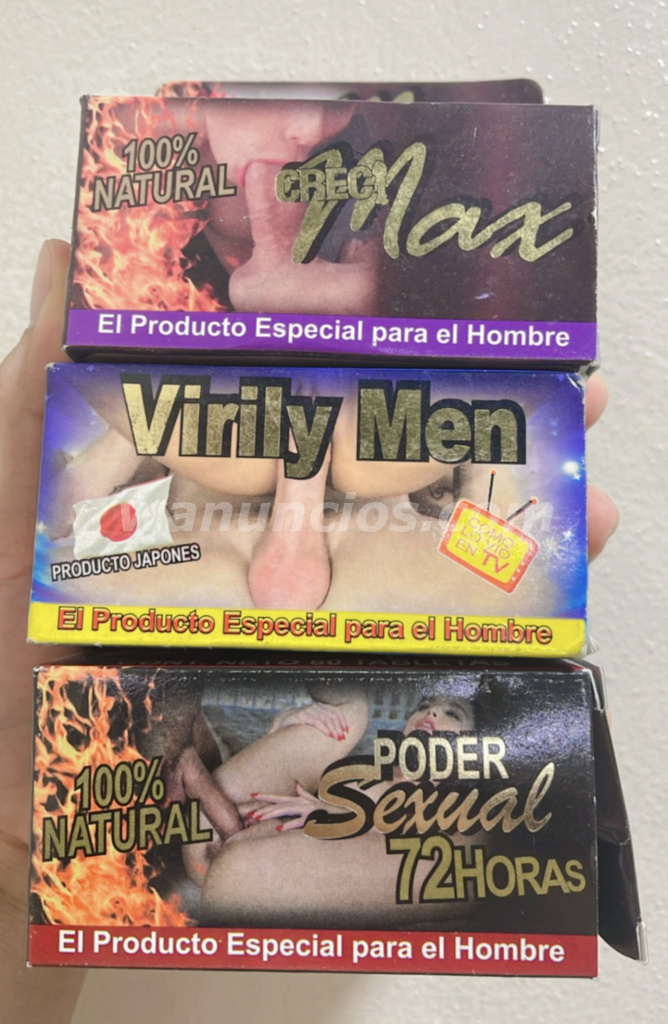 100%
NATURAL
CRECI
Max
El Producto Especial para el Hombre
Virily Men
PRODUCTO JAPONES
COMO
LO VIO
EN TV
El Producto Especial para el Hombre
100%
NATURAL
PODER
Sexual
72HORAS
El Producto Especial para el Hombre